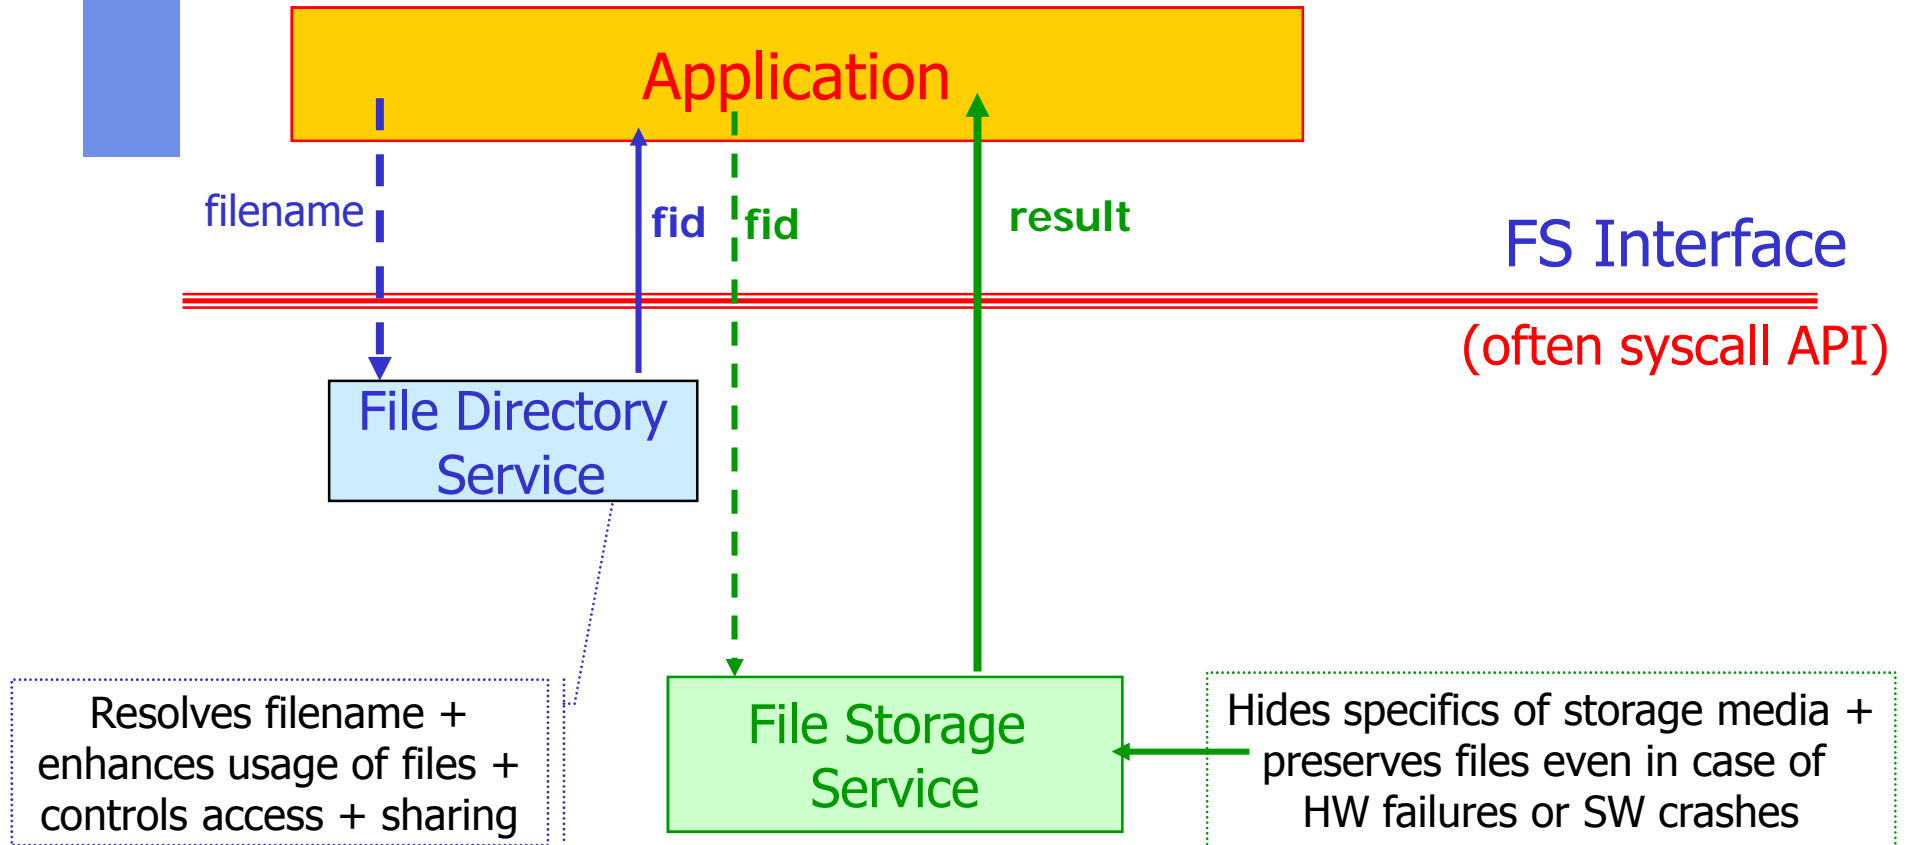 Application
filename
fid
fid
result
FS Interface
(often syscall API)
File Directory
Service
Resolves filename +
enhances usage of files +
controls access + sharing
File Storage
Service
Hides specifics of storage media +
preserves files even in case of
HW failures or SW crashes